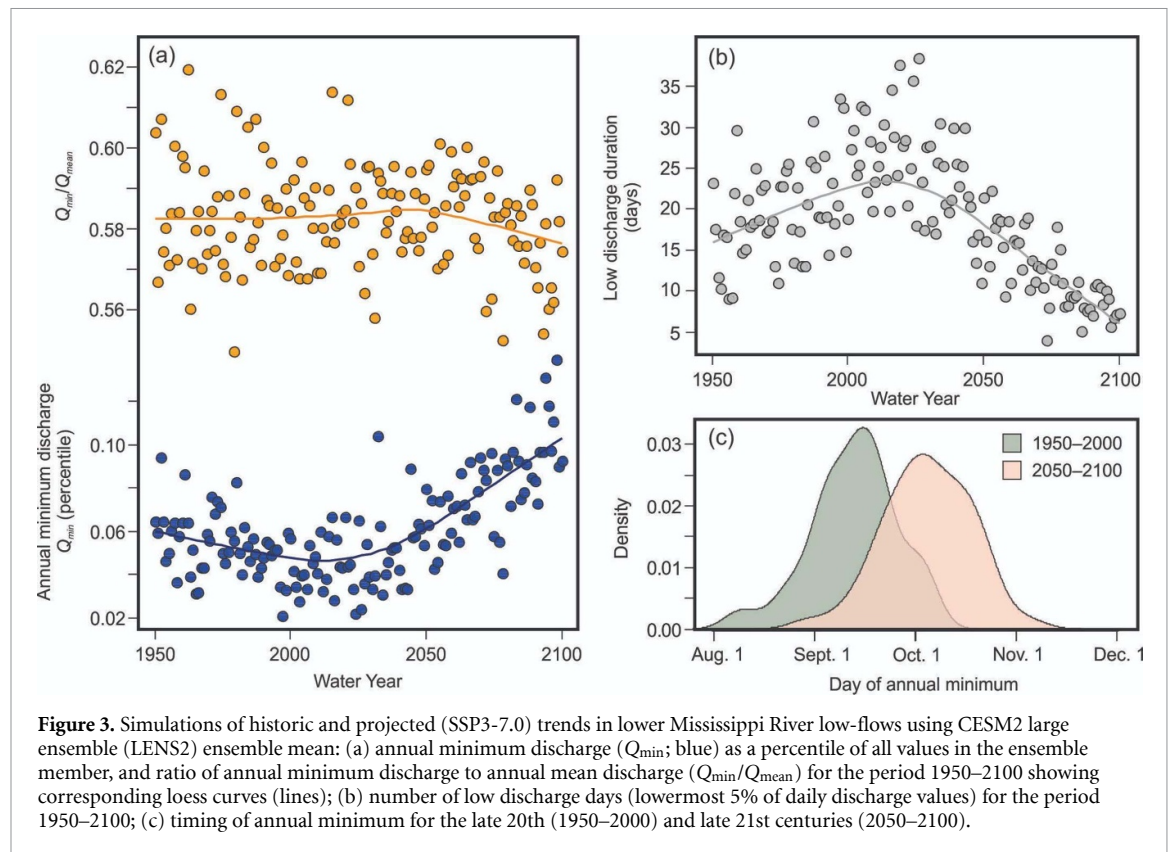 (a)
0.62
0.60
0.58
0.56
Qmin/Qmean
0.10
0.06
0.02
Annual minimum discharge
Qmin (percentile)
1950
2000
2050
2100
Water Year
(b)
35
30
25
20
15
10
5
Low discharge duration
(days)
1950
2000
2050
2100
Water Year
(c)
1950–2000
2050–2100
0.03
0.02
0.01
0.00
Density
Aug. 1
Sept. 1
Oct. 1
Nov. 1
Dec. 1
Day of annual minimum
Figure 3. Simulations of historic and projected (SSP3-7.0) trends in lower Mississippi River low-flows using CESM2 large
ensemble (LENS2) ensemble mean: (a) annual minimum discharge (Qmin; blue) as a percentile of all values in the ensemble
member, and ratio of annual minimum discharge to annual mean discharge (Qmin/Qmean) for the period 1950–2100 showing
corresponding loess curves (lines); (b) number of low discharge days (lowermost 5% of daily discharge values) for the period
1950–2100; (c) timing of annual minimum for the late 20th (1950–2000) and late 21st centuries (2050–2100).